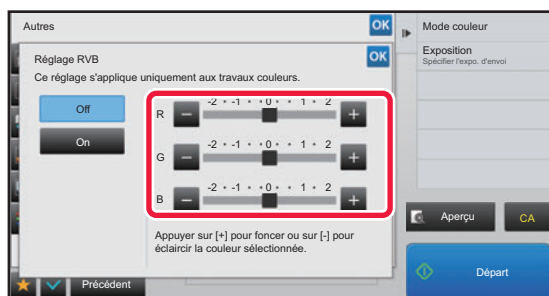 Autres
OK
Mode couleur
Exposition
Spécifier l'expo. d'envoi
Réglage RVB
OK
Ce réglage s'applique uniquement aux travaux couleurs.
Off
On
-2 • -1 • • 0 • • 1 • 2
R − +
-2 • -1 • • 0 • • 1 • 2
G − +
-2 • -1 • • 0 • • 1 • 2
B − +
Appuyer sur [+] pour foncer ou sur [-] pour
éclaircir la couleur sélectionnée.
Aperçu
CA
Précédent
Départ